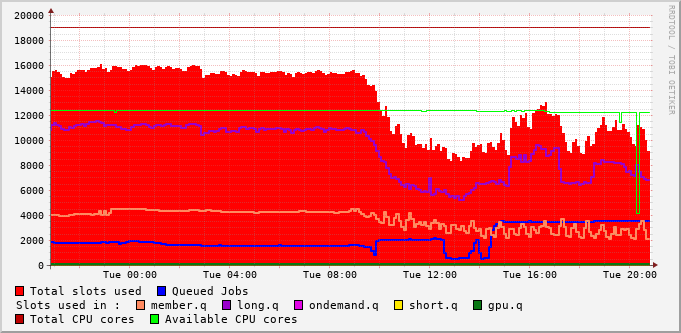 20000
18000
16000
14000
12000
10000
8000
6000
4000
2000
0
Tue 00:00 Tue 04:00 Tue 08:00 Tue 12:00 Tue 16:00 Tue 20:00
RRDTOOL / TOBI OETIKER
Total slots used Queued Jobs
Slots used in : member.q long.q ondemand.q short.q gpu.q
Total CPU cores Available CPU cores